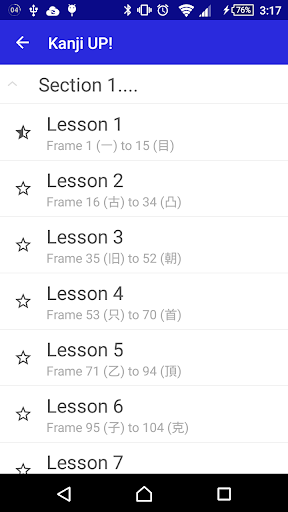 04
76%
3:17
Kanji UP!
Section 1....
Lesson 1
Frame 1 (一) to 15 (目)
Lesson 2
Frame 16 (古) to 34 (凸)
Lesson 3
Frame 35 (旧) to 52 (朝)
Lesson 4
Frame 53 (只) to 70 (首)
Lesson 5
Frame 71 (乙) to 94 (頂)
Lesson 6
Frame 95 (子) to 104 (克)
Lesson 7